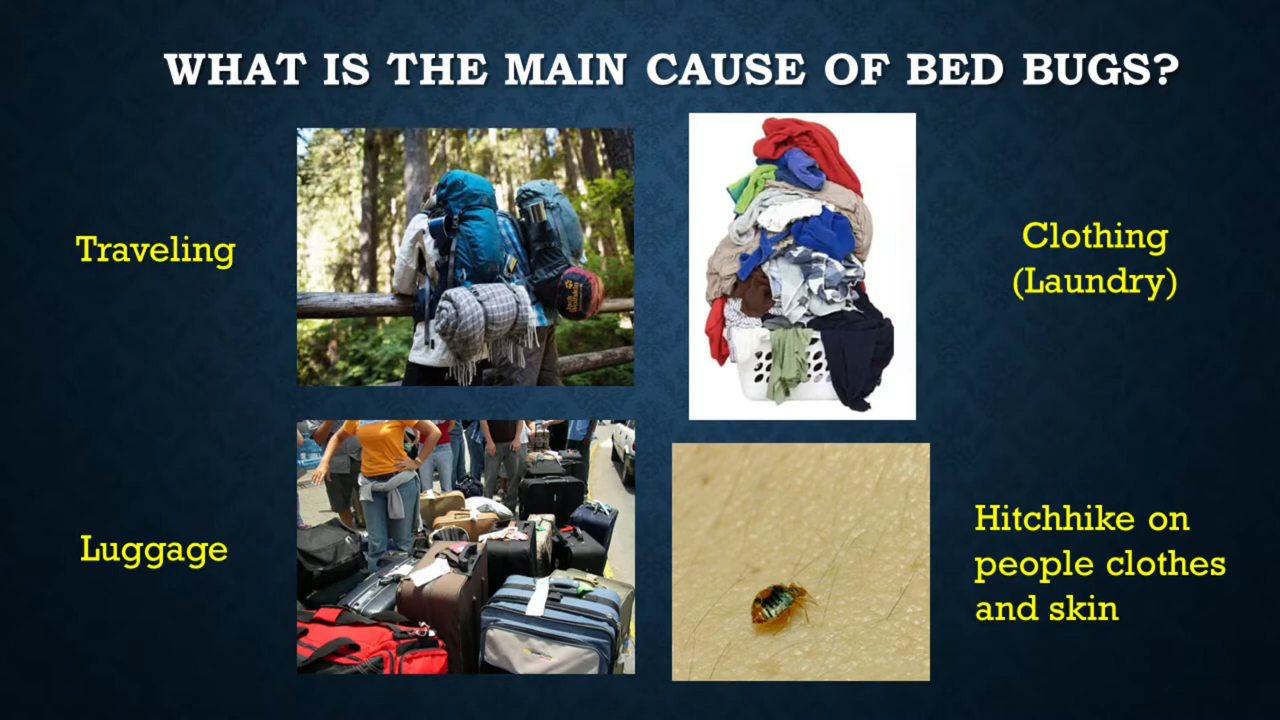 WHAT IS THE MAIN CAUSE OF BED BUGS?
Traveling
Clothing
(Laundry)
Luggage
Hitchhike on
people clothes
and skin